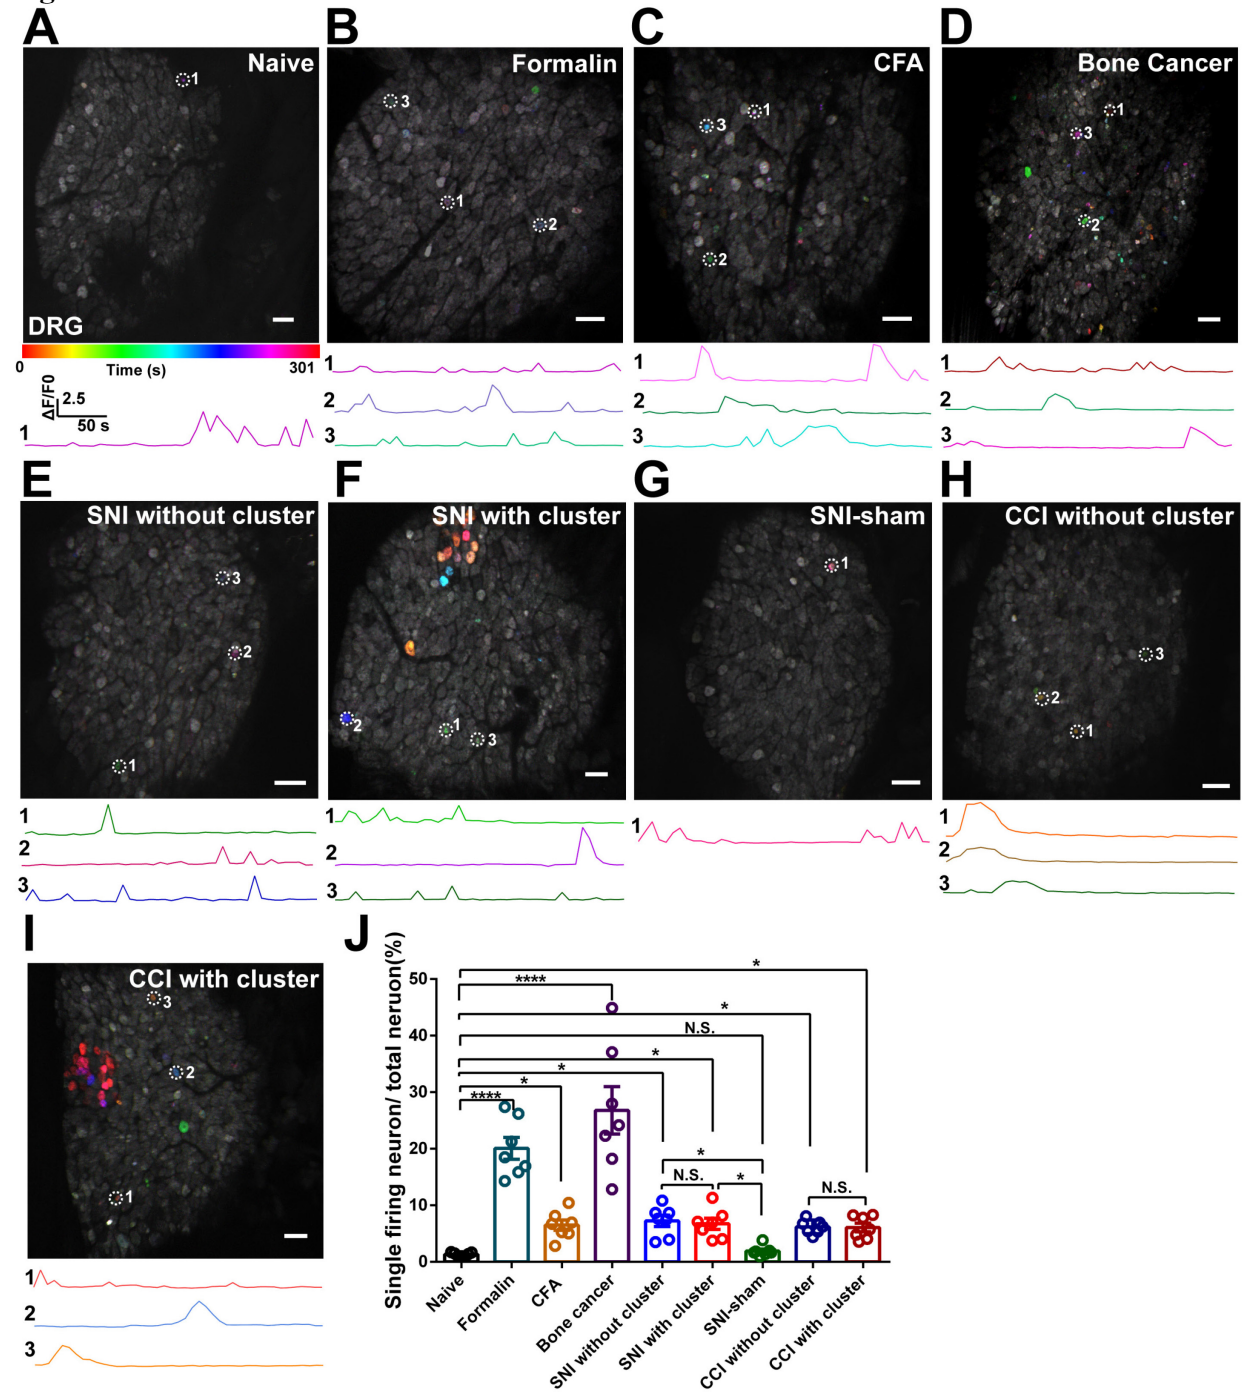 A
B
C
D
Naive
Formalin
CFA
Bone Cancer
1
3
1
2
1
3
2
1
3
2
DRG
0
Time (s)
301
ΔF/F0
2.5
50 s
1
1
2
3
1
2
3
1
2
3
E
F
G
H
SNI without cluster
SNI with cluster
SNI-sham
CCI without cluster
3
2
1
2
1
3
1
3
2
1
1
2
3
1
2
3
1
1
2
3
I
J
CCI with cluster
3
2
1
1
2
3
Single firing neuron/ total neruon(%)
50
40
30
20
10
0
*
****
*
N.S.
*
*
*
****
*
N.S.
*
N.S.
Naive
Formalin
CFA
Bone cancer
SNI without cluster
SNI with cluster
SNI-sham
CCI without cluster
CCI with cluster